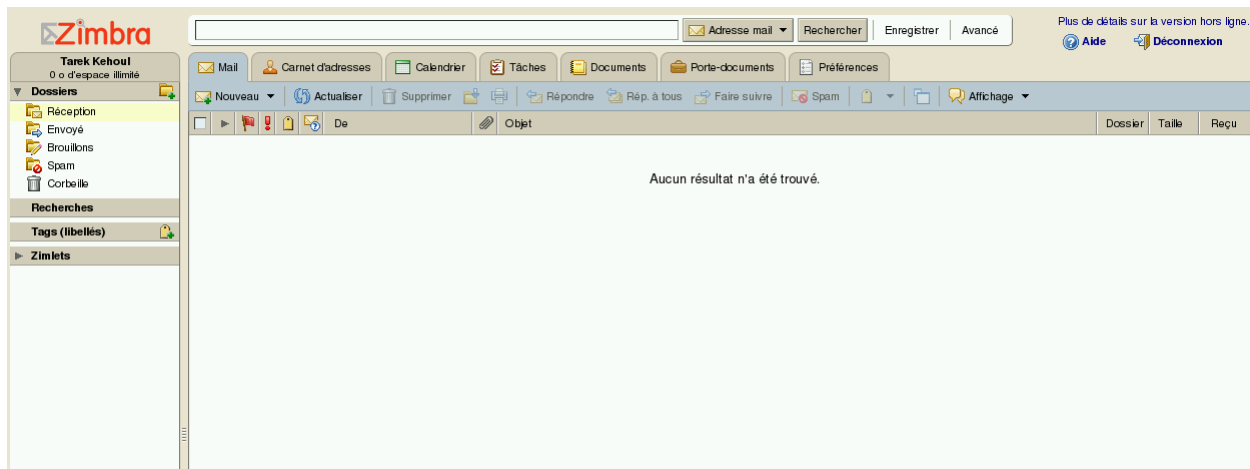 Zimbra
Adresse mail
Rechercher
Enregistrer
Avancé
Plus de détails sur la version hors ligne.
Aide
Déconnexion
Tarek Kehoul
0 o d'espace illimité
Mail
Carnet d'adresses
Calendrier
Tâches
Documents
Porte-documents
Préférences
Dossiers
Réception
Envoyé
Brouillons
Spam
Corbeille
Recherches
Tags (libellés)
Zimlets
Nouveau
Actualiser
Supprimer
Répondre
Rép. à tous
Faire suivre
Spam
Affichage
De
Objet
Dossier
Taille
Reçu
Aucun résultat n'a été trouvé.